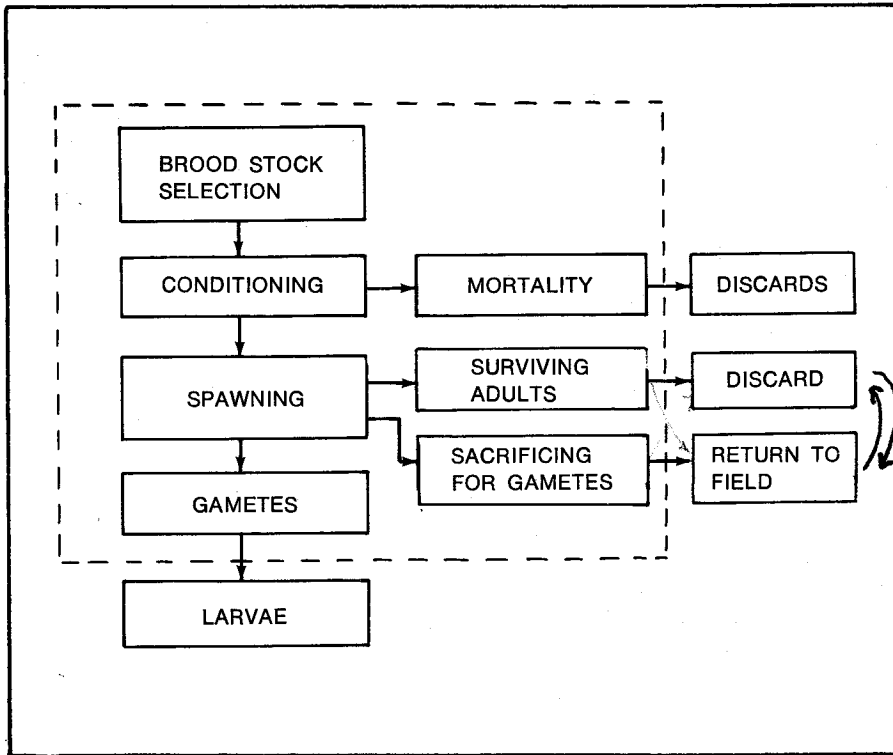 BROOD STOCK
SELECTION
CONDITIONING
MORTALITY
DISCARDS
SPAWNING
SURVIVING
ADULTS
DISCARD
SACRIFICING
FOR GAMETES
RETURN TO
FIELD
GAMETES
LARVAE